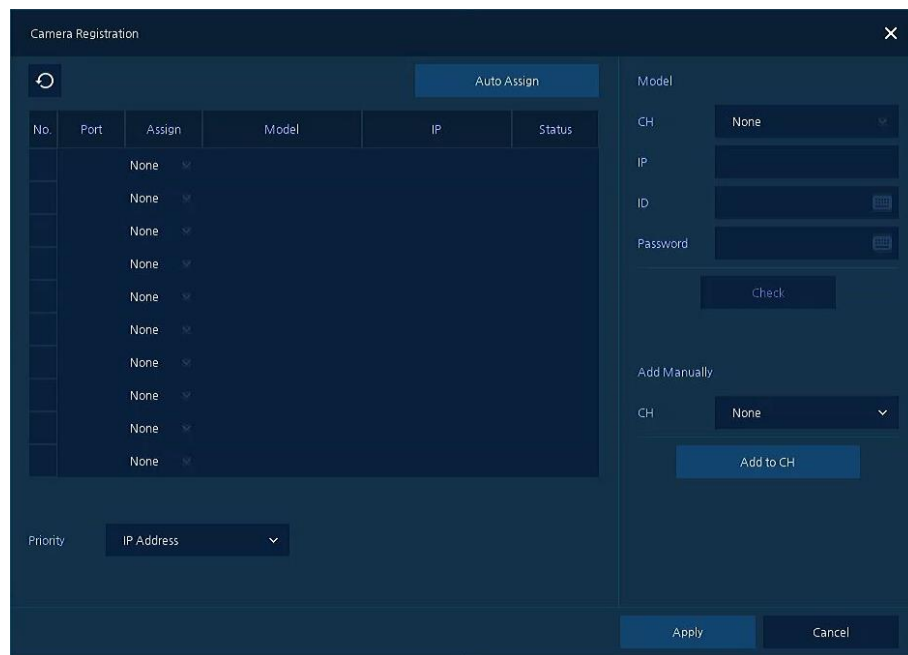 Camera Registration
Auto Assign
No. Port Assign Model IP Status
None
None
None
None
None
None
None
None
None
None
Priority IP Address
Model
CH None
IP
ID
Password
Check
Add Manually
CH None
Add to CH
Apply Cancel